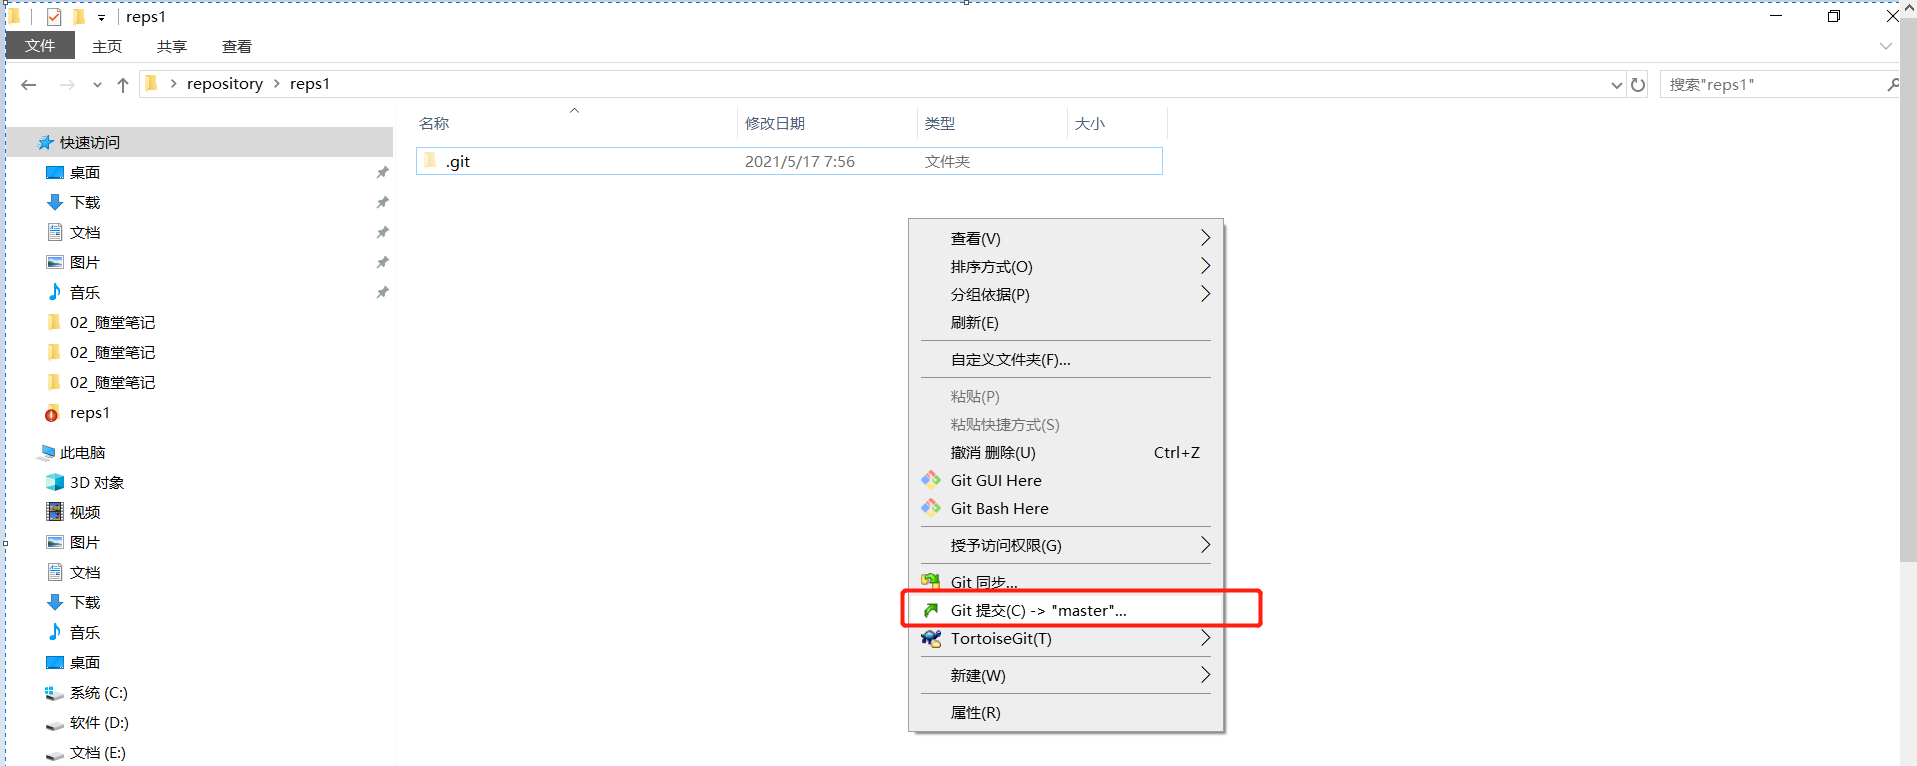 reps1
文件 主页 共享 查看
repository reps1 搜索"reps1"
名称 修改日期 类型 大小
.git 2021/5/17 7:56 文件夹
快速访问
桌面
下载
文档
图片
音乐
02_随堂笔记
02_随堂笔记
02_随堂笔记
reps1
此电脑
3D 对象
视频
图片
文档
下载
音乐
桌面
系统 (C:)
软件 (D:)
文档 (E:)
查看(V)
排序方式(O)
分组依据(P)
刷新(E)
自定义文件夹(F)...
粘贴(P)
粘贴快捷方式(S)
撤消 删除(U) Ctrl+Z
Git GUI Here
Git Bash Here
授予访问权限(G)
Git 同步...
Git 提交(C) -> "master"...
TortoiseGit(T)
新建(W)
属性(R)